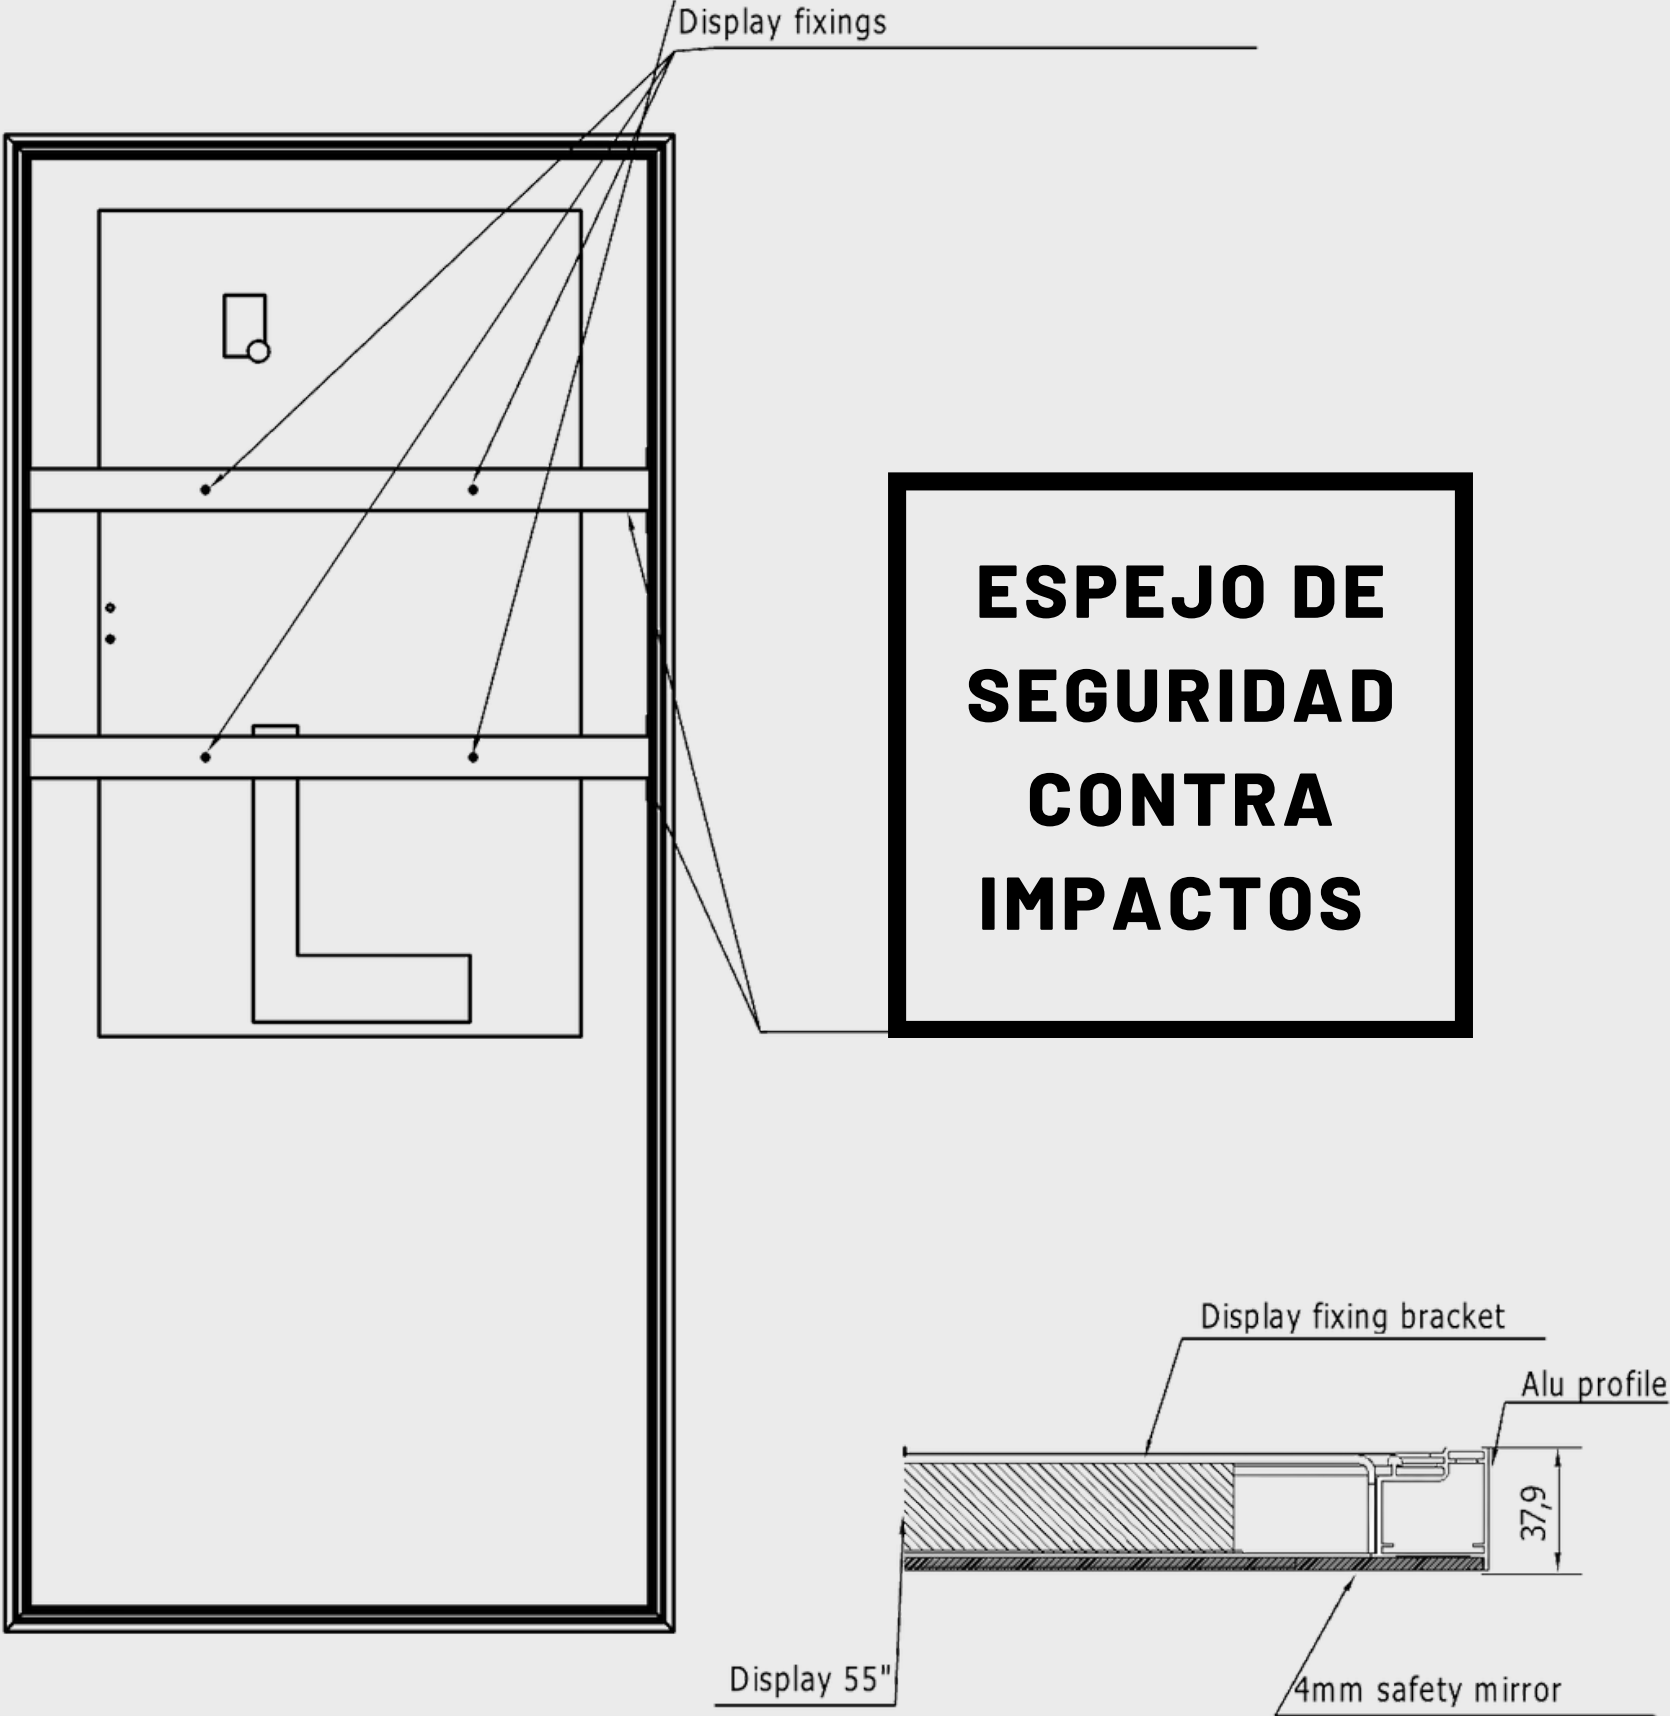 Display fixings
ESPEJO DE
SEGURIDAD
CONTRA
IMPACTOS
Display fixing bracket
Alu profile
37,9
Display 55"
4mm safety mirror